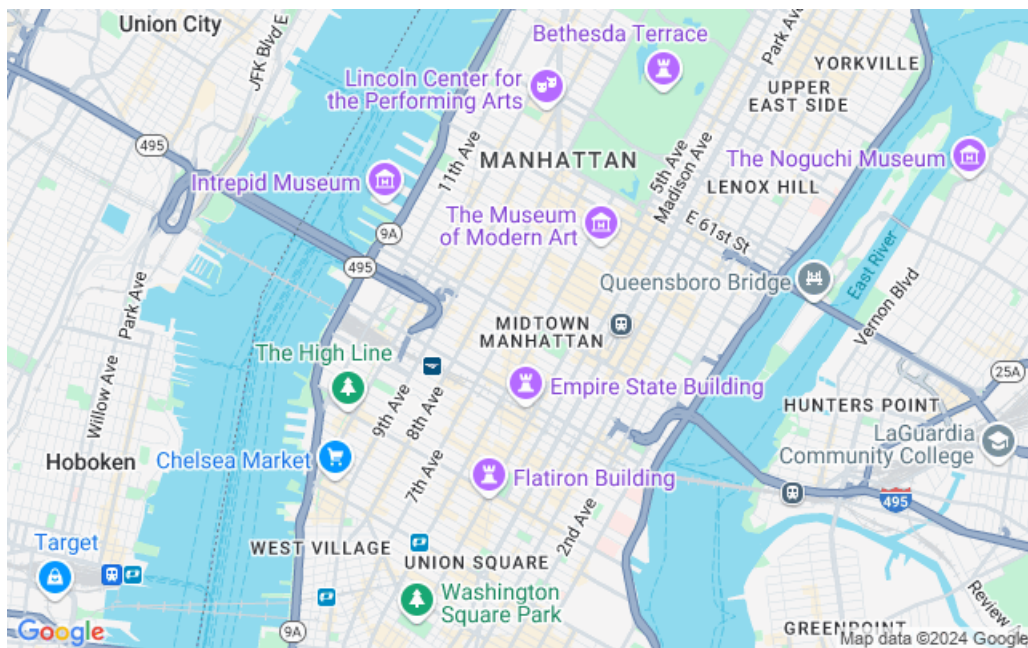 Union City
JFK Blvd E
Bethesda Terrace
Park Ave
YORKVILLE
Lincoln Center for
the Performing Arts
UPPER
EAST SIDE
495
11th Ave
MANHATTAN
5th Ave
Madison Ave
The Noguchi Museum
Intrepid Museum
LENOX HILL
The Museum
of Modern Art
E 61st St
9A
495
Queensboro Bridge
East River
Park Ave
Vernon Blvd
MIDTOWN
MANHATTAN
The High Line
Willow Ave
9th Ave
8th Ave
Empire State Building
25A
HUNTERS POINT
LaGuardia
Community College
Hoboken
Chelsea Market
7th Ave
Flatiron Building
495
2nd Ave
Target
WEST VILLAGE
UNION SQUARE
Washington
Square Park
9A
Google
GREENPOINT
Map data ©2024 Google